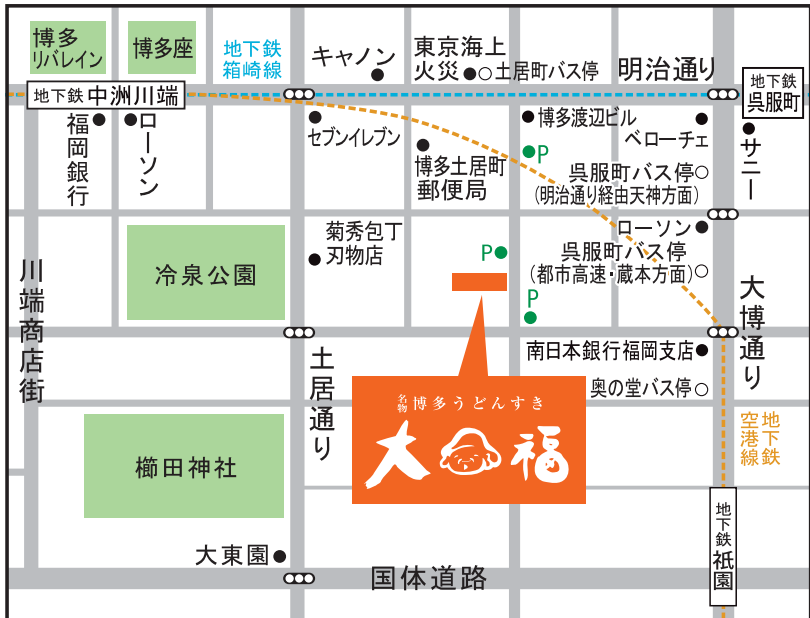 博多
リバレイン
博多座
地下鉄
箱崎線
キャノン
東京海上
火災
土居町バス停
明治通り
地下鉄
呉服町
地下鉄 中洲川端
福岡銀行
ローソン
セブンイレブン
博多土居町
郵便局
博多渡辺ビル
ベローチェ
P
呉服町バス停
(明治通り経由天神方面)
サニー
菊秀包丁
刃物店
冷泉公園
P
ローソン
呉服町バス停
(都市高速・蔵本方面)
P
川端商店街
土居通り
南日本銀行福岡支店
奥の堂バス停
大博通り
名物 博多うどんすき
大福
地下鉄
空港線
櫛田神社
地下鉄 祇園
大東園
国体道路